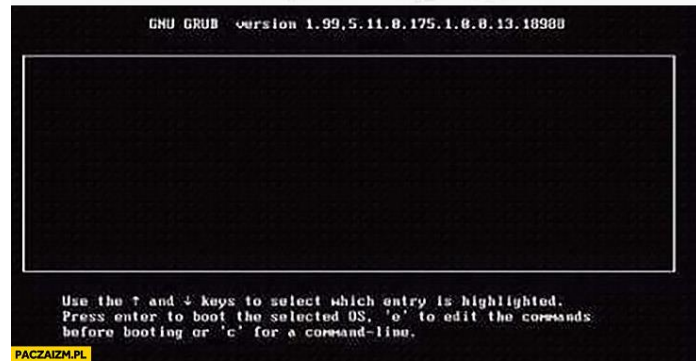 GNU GRUB version 1.99,5.11.0.175.1.0.0.13.18980
Use the ↑ and ↓ keys to select which entry is highlighted.
Press enter to boot the selected OS, 'e' to edit the commands
before booting or 'c' for a command-line.
PACZAIZM.PL